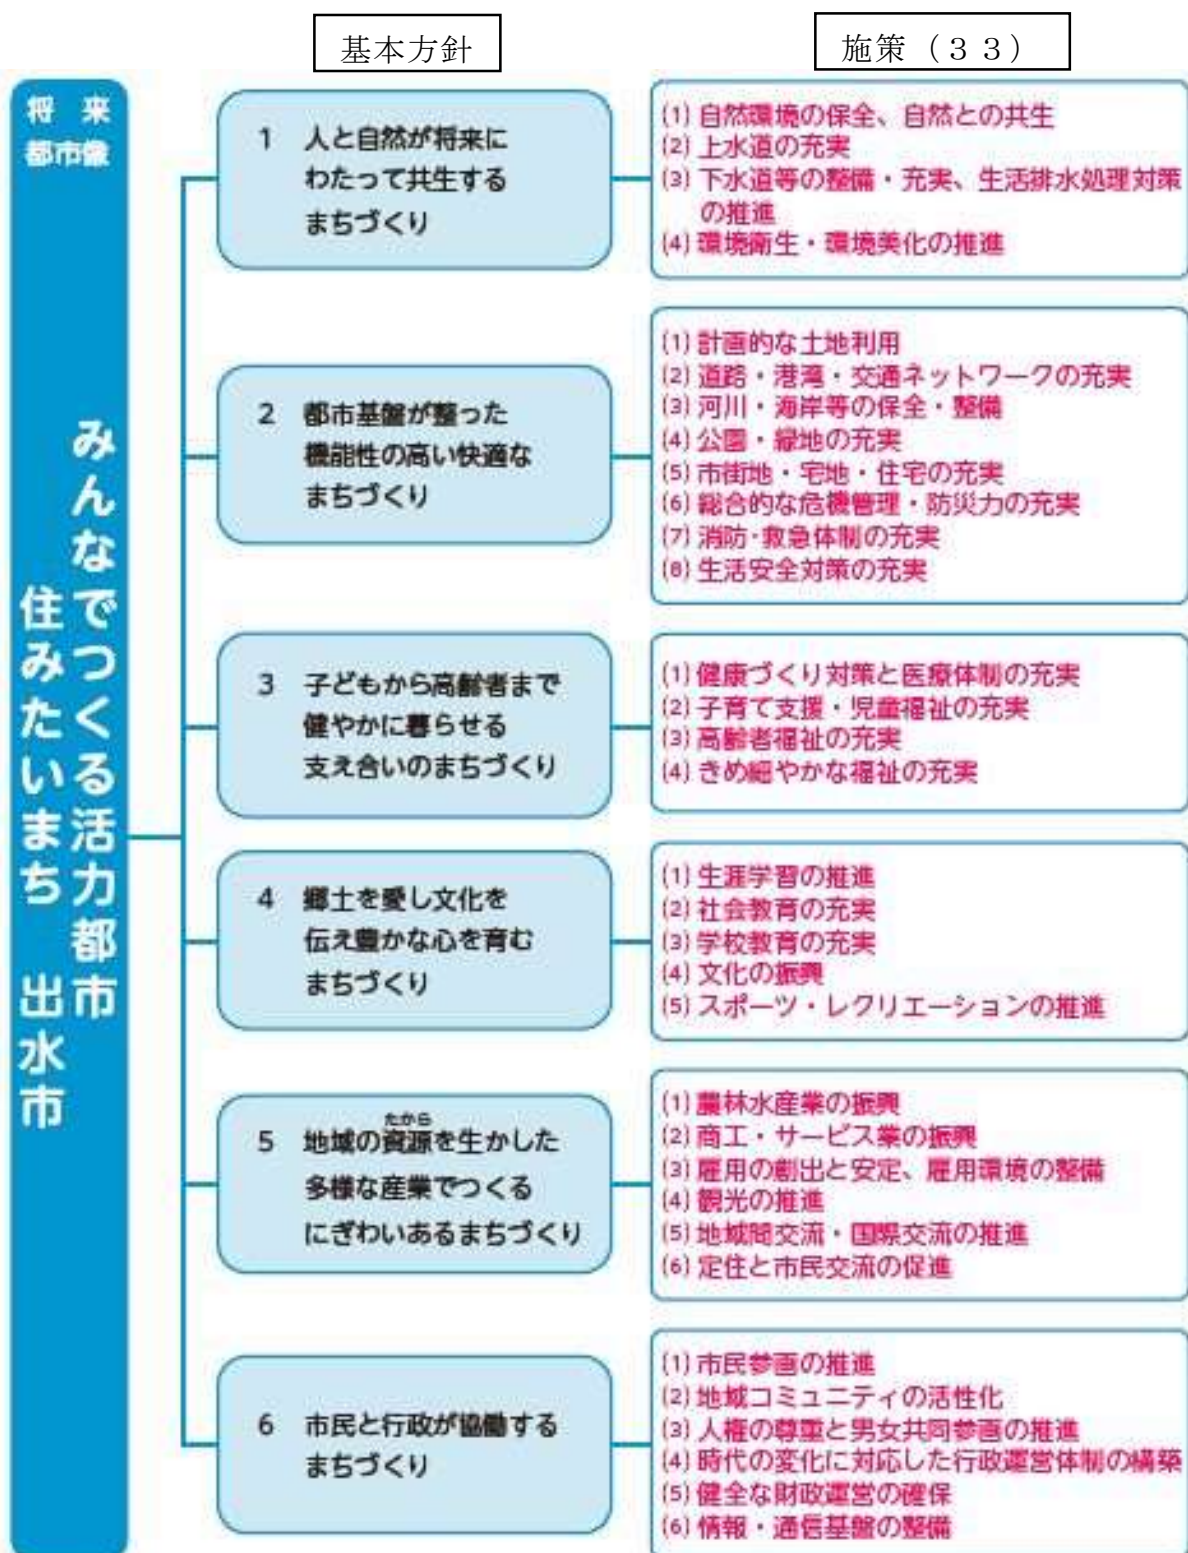 基本方針
施策（３３）
将来
都市像
みんなでつくる活力都市
住みたいまち 出水市
1 人と自然が将来に
わたって共生する
まちづくり
(1) 自然環境の保全、自然との共生
(2) 上水道の充実
(3) 下水道等の整備・充実、生活排水処理対策
の推進
(4) 環境衛生・環境美化の推進
2 都市基盤が整った
機能性の高い快適な
まちづくり
(1) 計画的な土地利用
(2) 道路・港湾・交通ネットワークの充実
(3) 河川・海岸等の保全・整備
(4) 公園・緑地の充実
(5) 市街地・宅地・住宅の充実
(6) 総合的な危機管理・防災力の充実
(7) 消防・救急体制の充実
(8) 生活安全対策の充実
3 子どもから高齢者まで
健やかに暮らせる
支え合いのまちづくり
(1) 健康づくり対策と医療体制の充実
(2) 子育て支援・児童福祉の充実
(3) 高齢者福祉の充実
(4) きめ細やかな福祉の充実
4 郷土を愛し文化を
伝え豊かな心を育む
まちづくり
(1) 生涯学習の推進
(2) 社会教育の充実
(3) 学校教育の充実
(4) 文化の振興
(5) スポーツ・レクリエーションの推進
たから
5 地域の資源を生かした
多様な産業でつくる
にぎわいあるまちづくり
(1) 農林水産業の振興
(2) 商工・サービス業の振興
(3) 雇用の創出と安定、雇用環境の整備
(4) 観光の推進
(5) 地域間交流・国際交流の推進
(6) 定住と市民交流の促進
6 市民と行政が協働する
まちづくり
(1) 市民参画の推進
(2) 地域コミュニティの活性化
(3) 人権の尊重と男女共同参画の推進
(4) 時代の変化に対応した行政運営体制の構築
(5) 健全な財政運営の確保
(6) 情報・通信基盤の整備